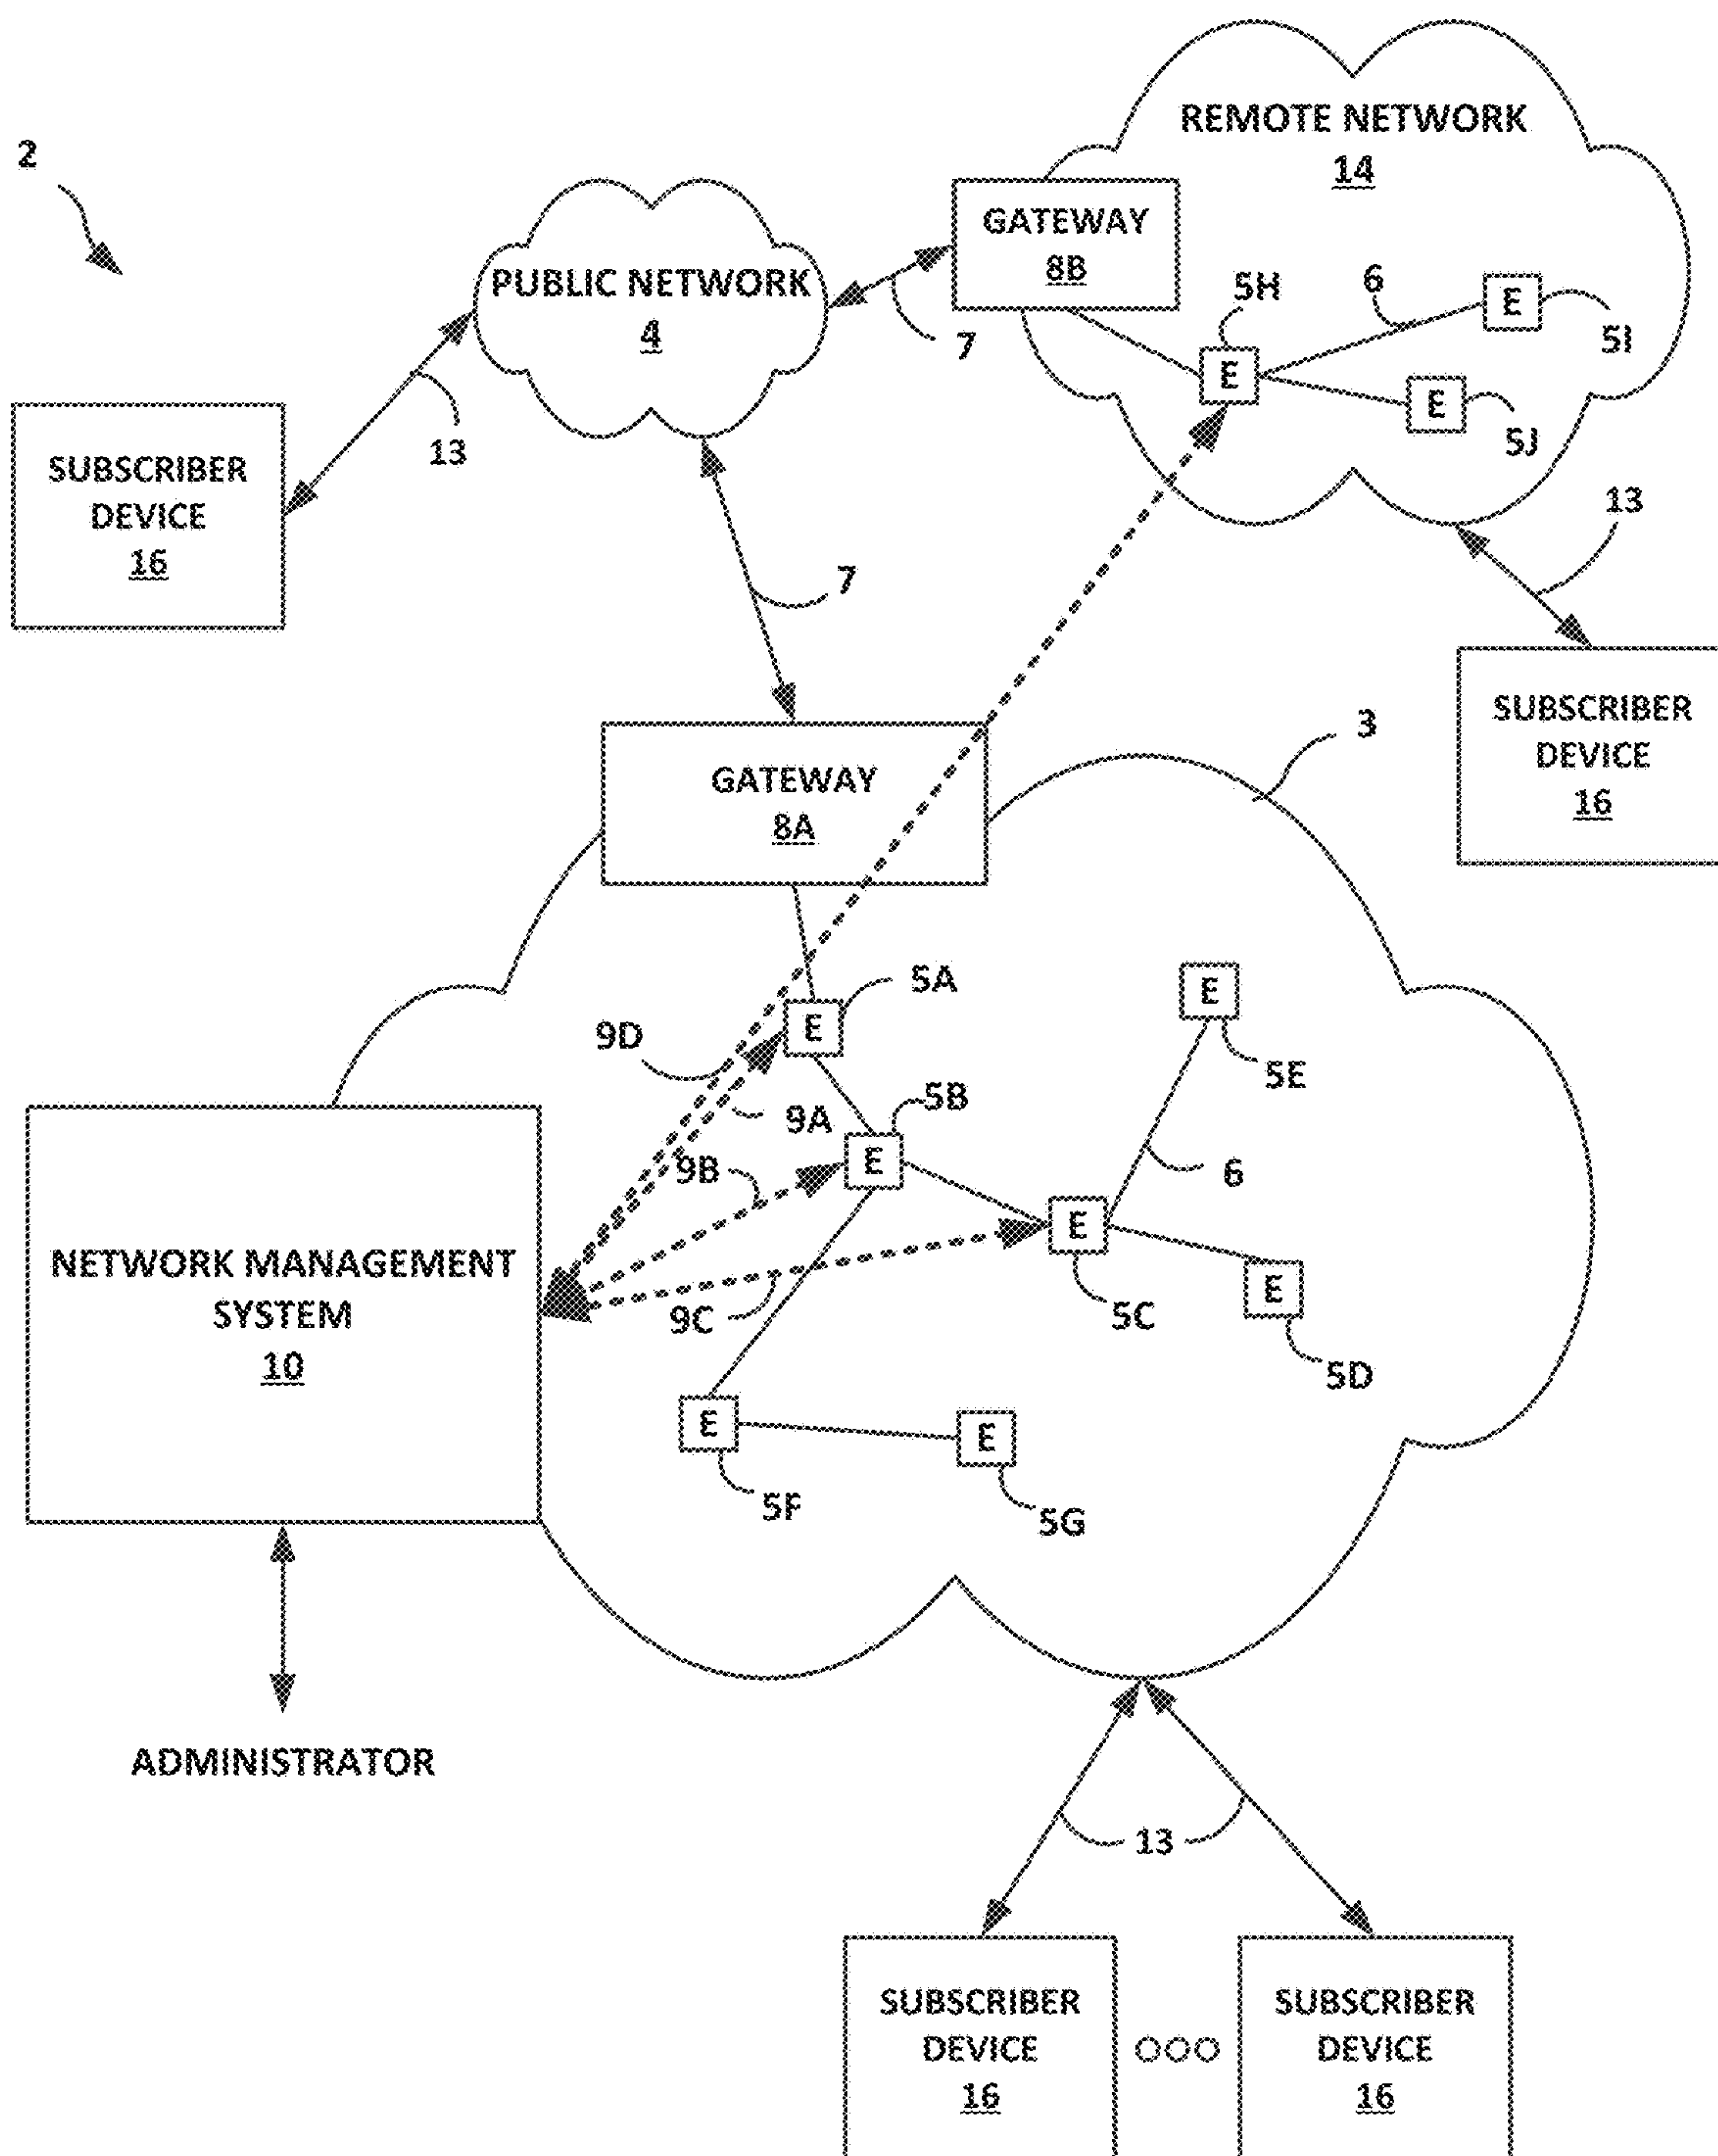 2
REMOTE NETWORK
14
GATEWAY
8B
PUBLIC NETWORK
4
5H
6
E
5I
7
E
E
5J
13
SUBSCRIBER
DEVICE
16
13
7
SUBSCRIBER
DEVICE
16
3
GATEWAY
8A
5A
E
E
9D
5E
5B
9A
E
9B
6
E
NETWORK MANAGEMENT
SYSTEM
10
E
5C
9C
5D
E
E
5F
5G
ADMINISTRATOR
13
SUBSCRIBER
DEVICE
16
SUBSCRIBER
DEVICE
16